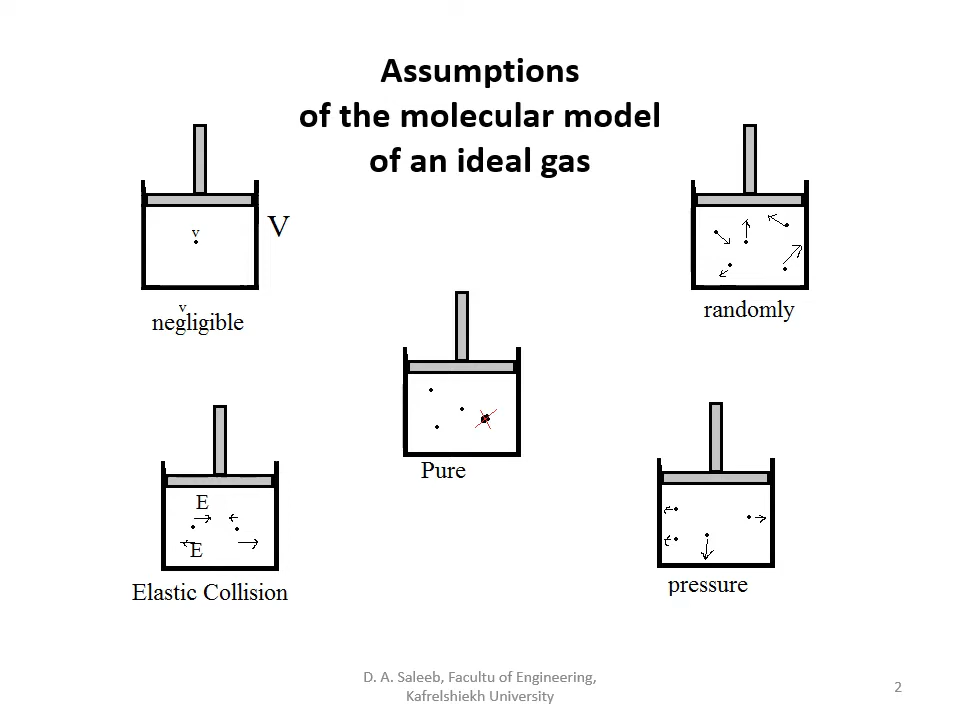 Assumptions
of the molecular model
of an ideal gas
v
V
v
negligible
randomly
Pure
E
E
Elastic Collision
pressure
D. A. Saleeb, Facultu of Engineering,
Kafrelshiekh University
2